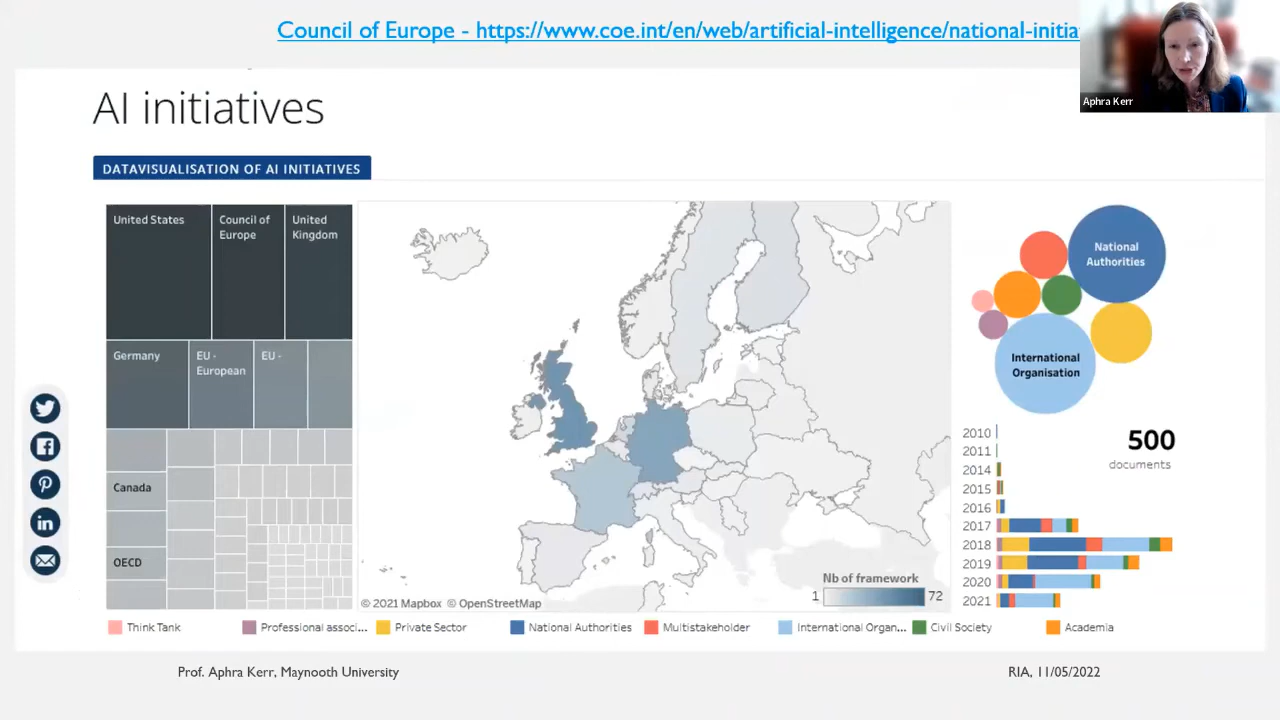 Council of Europe - https://www.coe.int/en/web/artificial-intelligence/national-initia
Aphra Kerr
AI initiatives
DATAVISUALISATION OF AI INITIATIVES
United States
Council of
Europe
United
Kingdom
Germany
EU -
European
EU -
Canada
OECD
© 2021 Mapbox © OpenStreetMap
Nb of framework
1
72
National
Authorities
International
Organisation
500
documents
2010
2011
2014
2015
2016
2017
2018
2019
2020
2021
Think Tank
Professional associ...
Private Sector
National Authorities
Multistakeholder
International Organ...
Civil Society
Academia
Prof. Aphra Kerr, Maynooth University
RIA, 11/05/2022